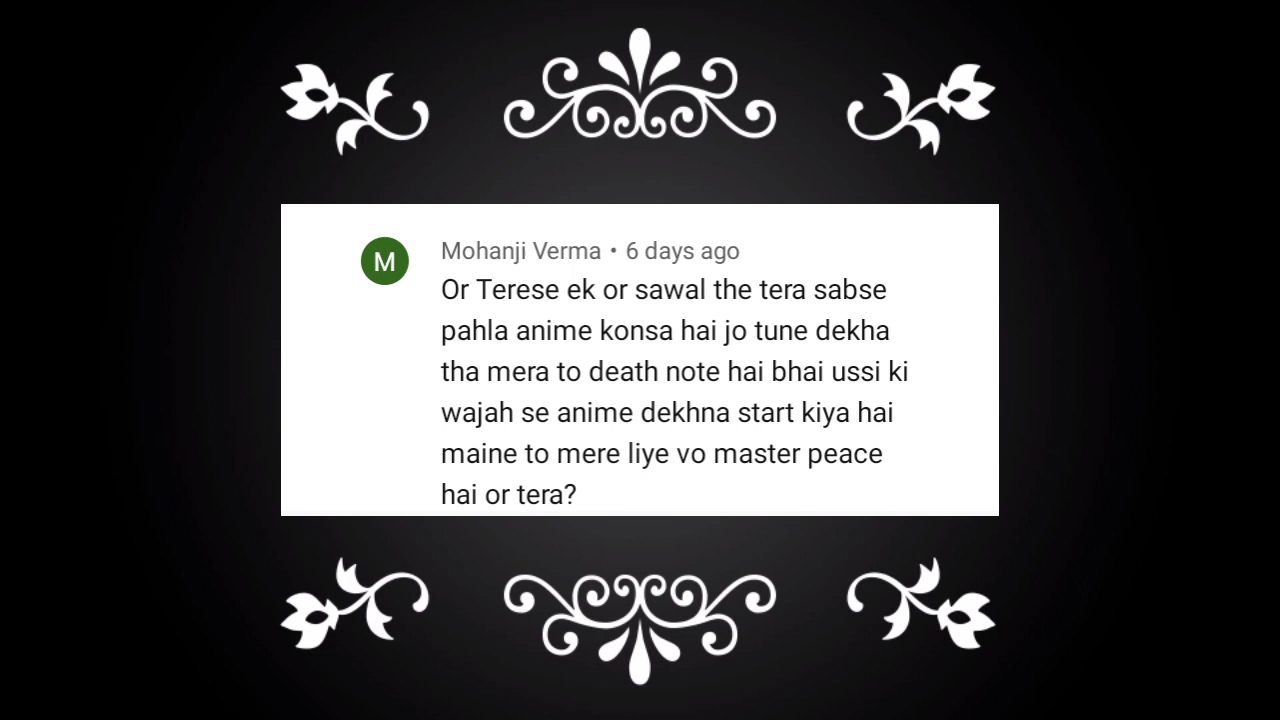 M
Mohanji Verma • 6 days ago
Or Terese ek or sawal the tera sabse
pahla anime konsa hai jo tune dekha
tha mera to death note hai bhai ussi ki
wajah se anime dekhna start kiya hai
maine to mere liye vo master peace
hai or tera?